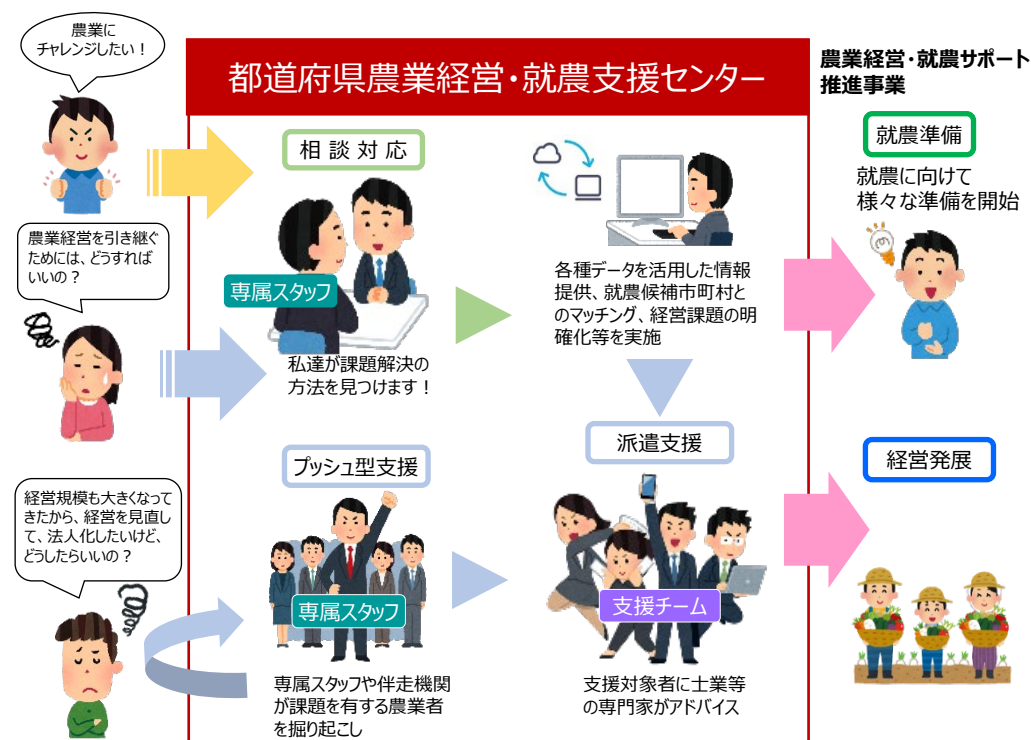 農業に
チャレンジしたい！
農業経営を引き継ぐ
ためには、どうすれば
いいの？
経営規模も大きくなって
きたから、経営を見直し
て、法人化したいけど、
どうしたらいいの？
都道府県農業経営・就農支援センター
相談対応
専属スタッフ
私達が課題解決の
方法を見つけます！
各種データを活用した情報
提供、就農候補市町村と
のマッチング、経営課題の明
確化等を実施
プッシュ型支援
専属スタッフ
専属スタッフや伴走機関
が課題を有する農業者
を掘り起こし
派遣支援
支援チーム
支援対象者に士業等
の専門家がアドバイス
農業経営・就農サポート
推進事業
就農準備
就農に向けて
様々な準備を開始
経営発展